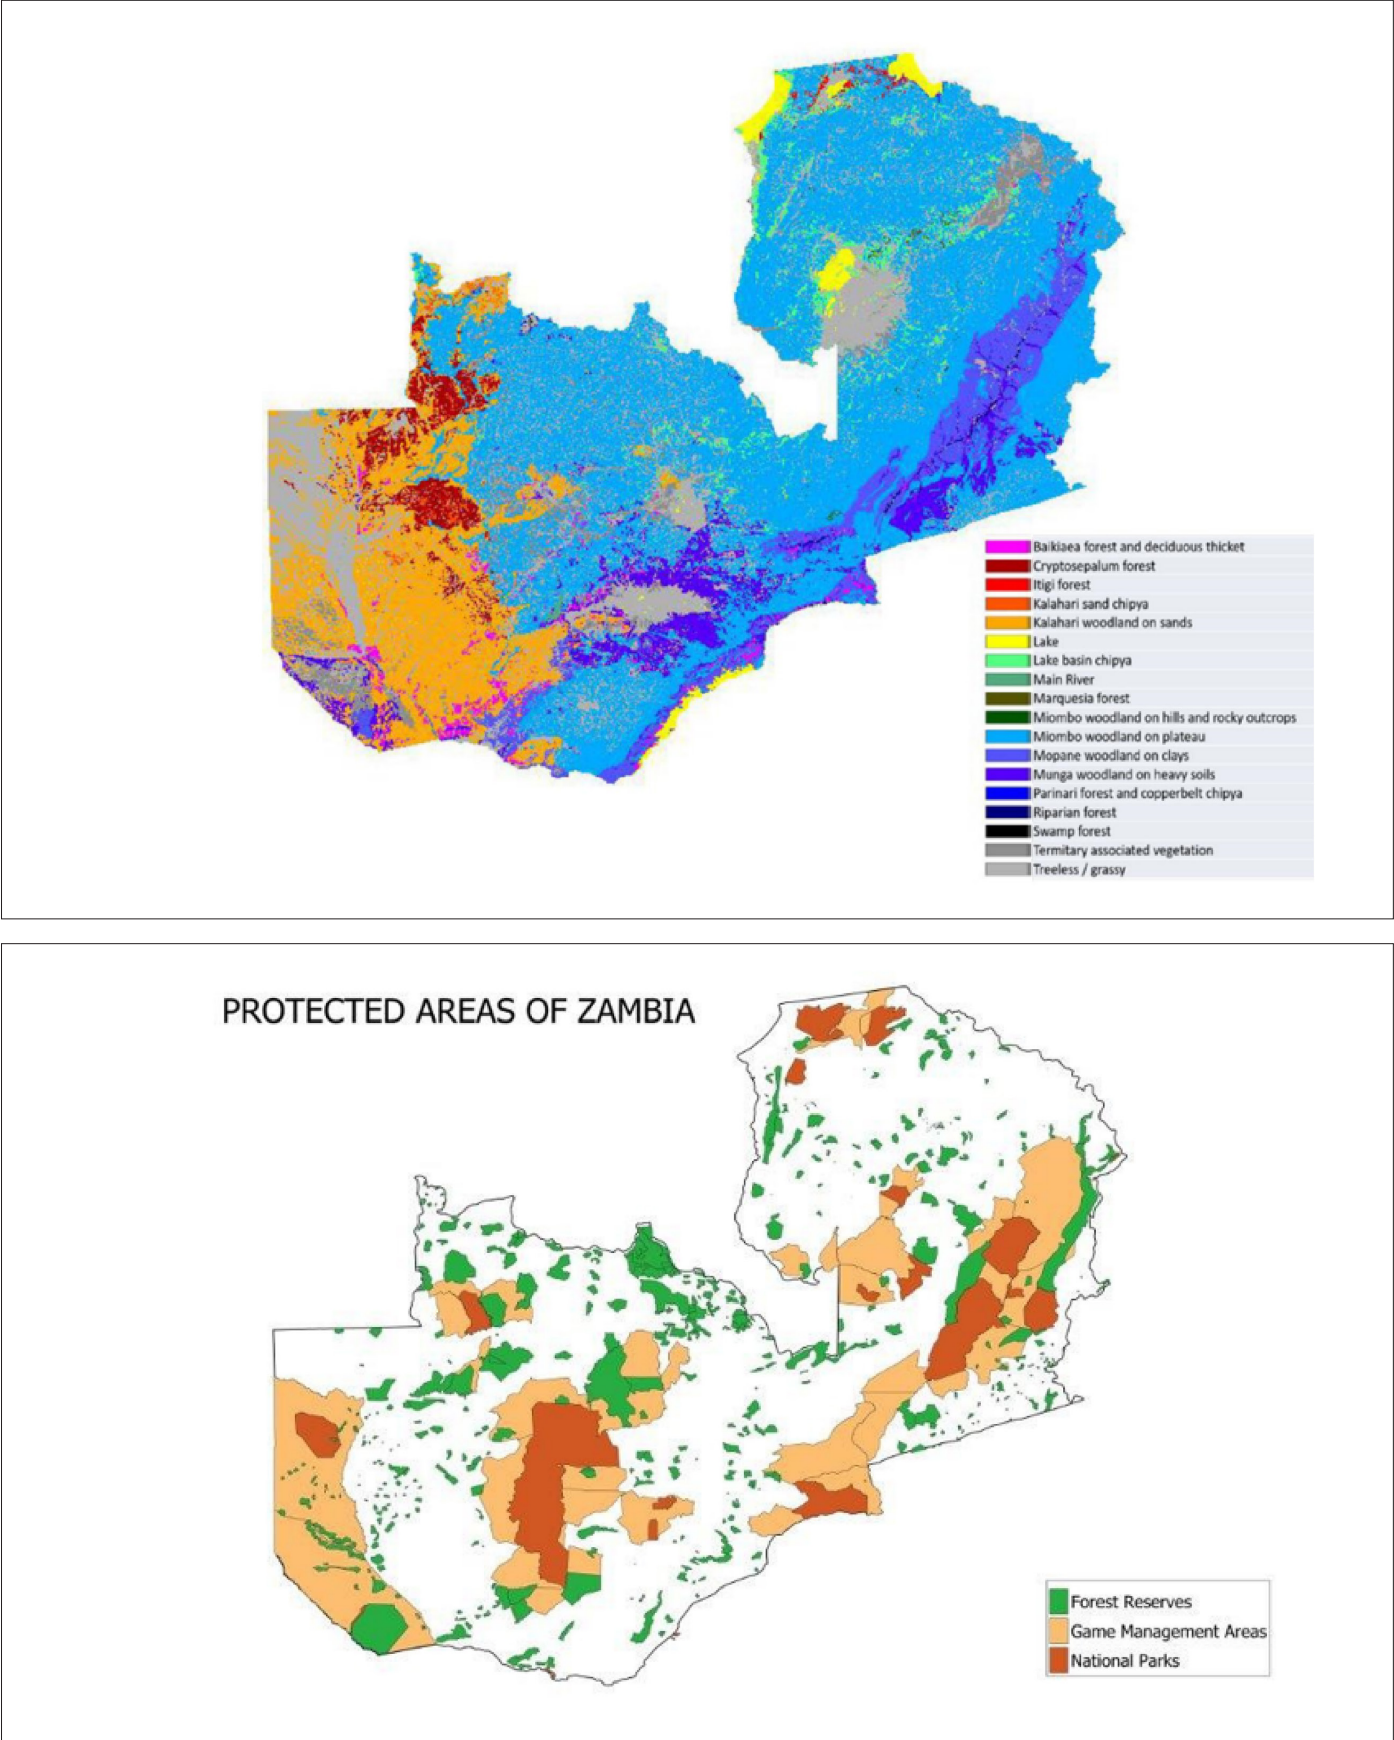 Baikiaea forest and deciduous thicket
Cryptosepalum forest
Itigi forest
Kalahari sand chipya
Kalahari woodland on sands
Lake
Lake basin chipya
Main River
Marquesia forest
Miombo woodland on hills and rocky outcrops
Miombo woodland on plateau
Mopane woodland on clays
Munga woodland on heavy soils
Parinari forest and copperbelt chipya
Riparian forest
Swamp forest
Termitary associated vegetation
Treeless / grassy
PROTECTED AREAS OF ZAMBIA
Forest Reserves
Game Management Areas
National Parks